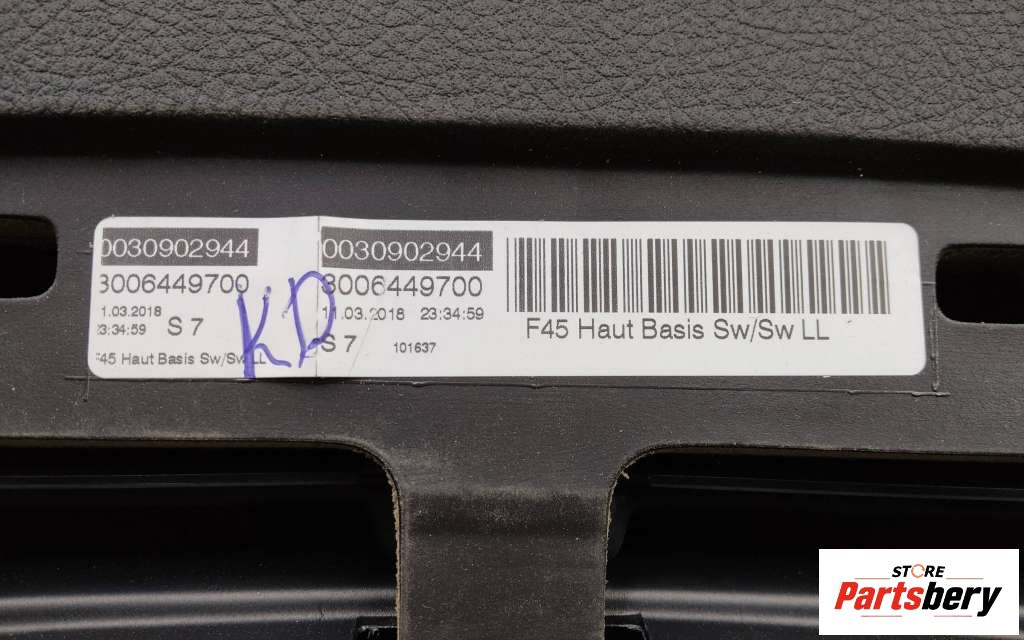 0030902944
3006449700
1.03.2018
23:34:59 S 7
F45 Haut Basis Sw/Sw LL
KD
0030902944
3006449700
11.03.2018 23:34:59
S 7 101637
F45 Haut Basis Sw/Sw LL
STORE
Partsbery